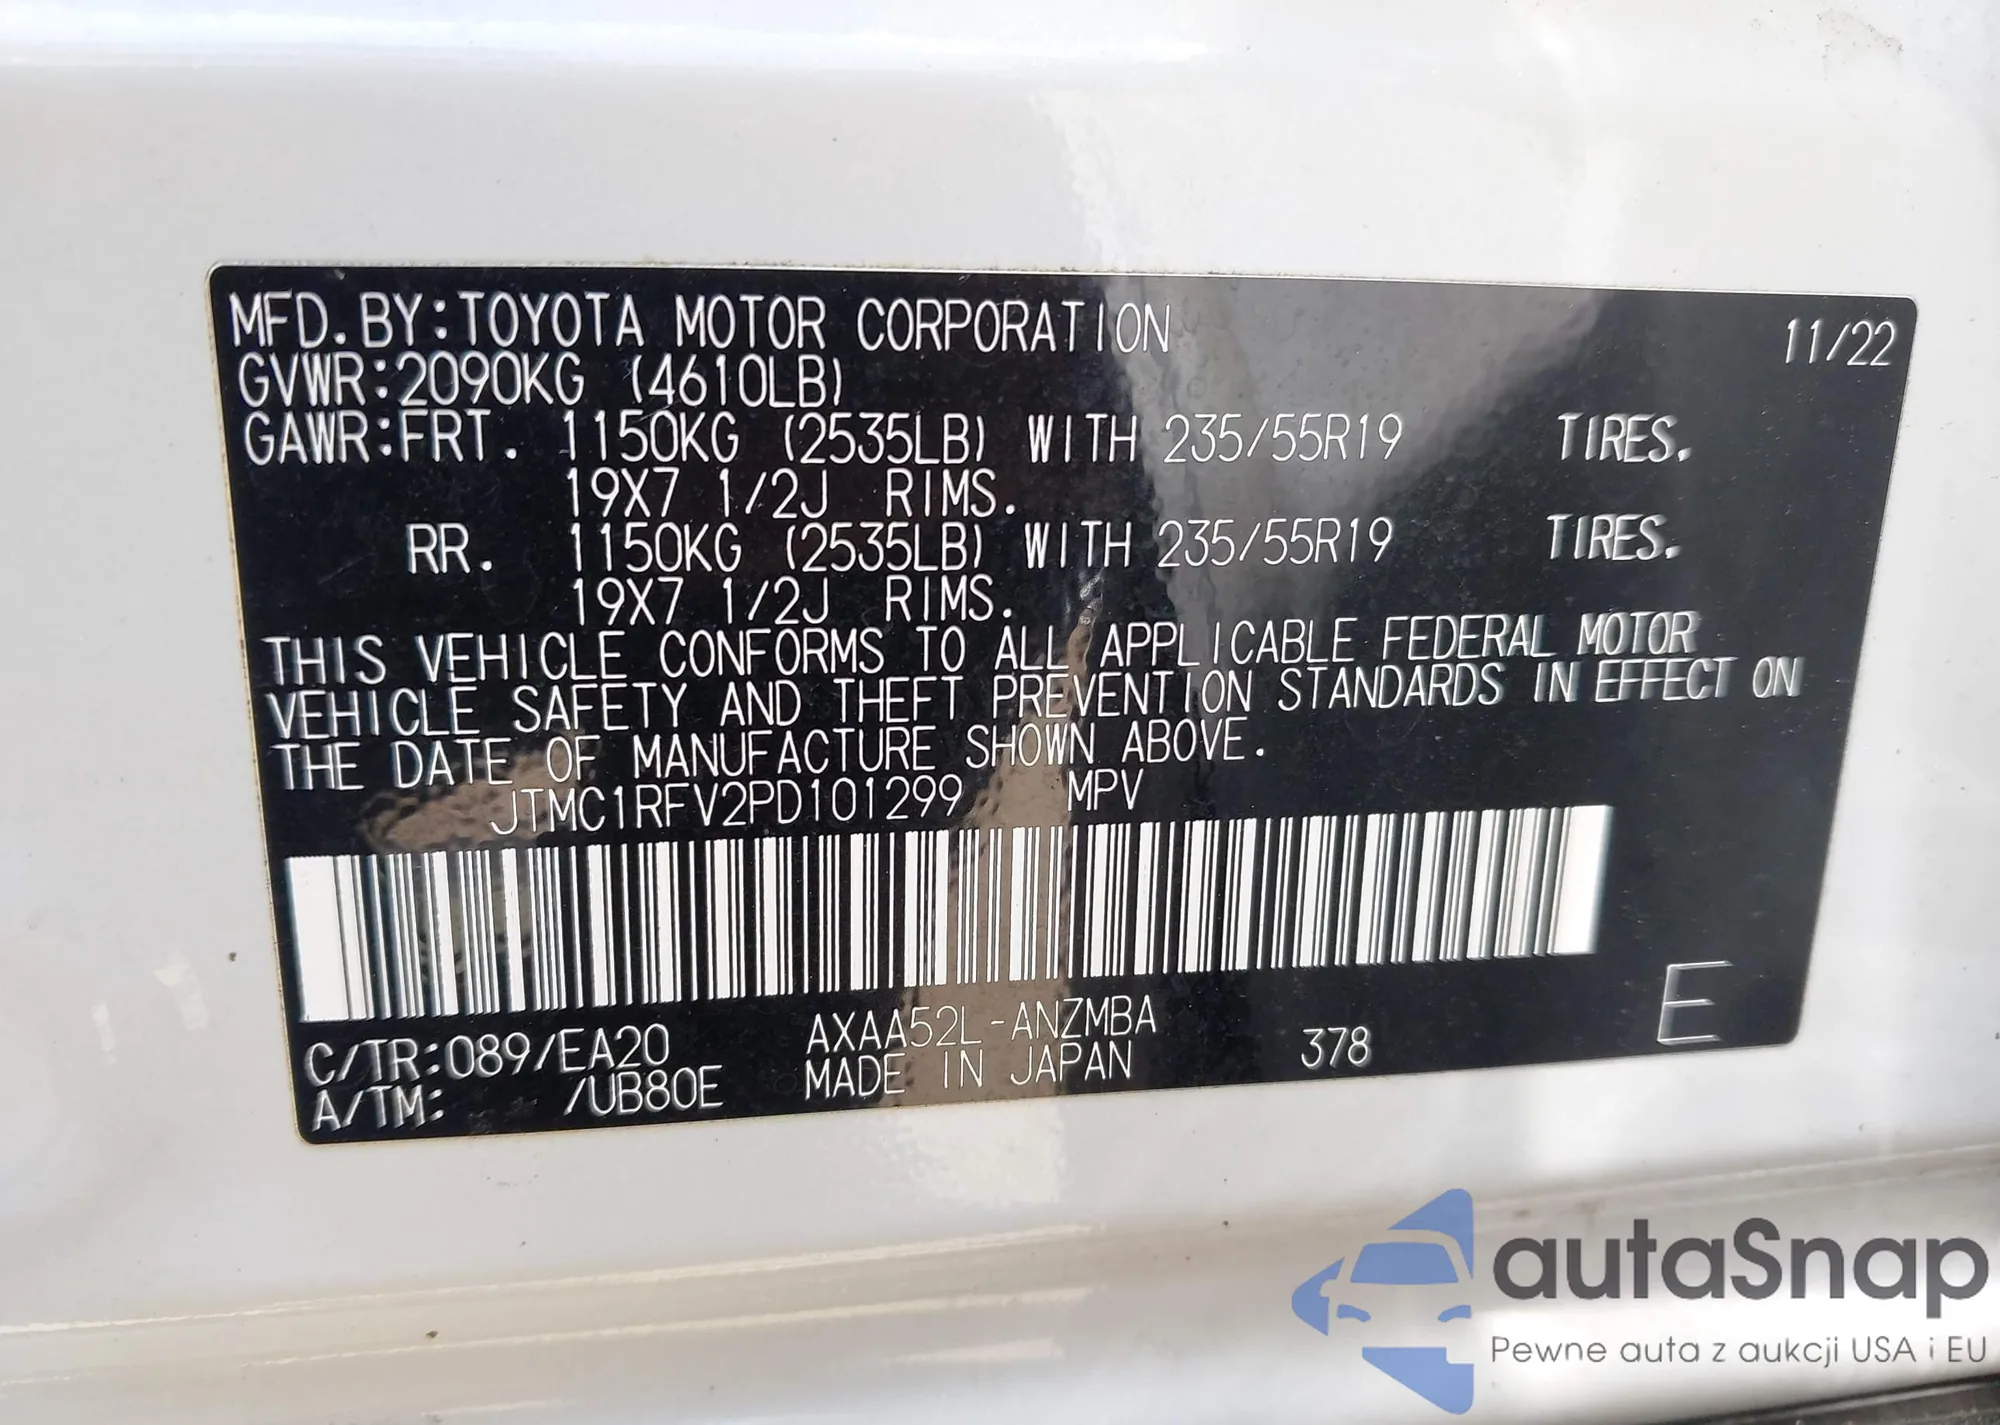 MFD.BY:TOYOTA MOTOR CORPORATION 11/22
GVWR:2090KG (4610LB)
GAWR:FRT. 1150KG (2535LB) WITH 235/55R19 TIRES.
19X7 1/2J RIMS.
RR. 1150KG (2535LB) WITH 235/55R19 TIRES.
19X7 1/2J RIMS.
THIS VEHICLE CONFORMS TO ALL APPLICABLE FEDERAL MOTOR
VEHICLE SAFETY AND THEFT PREVENTION STANDARDS IN EFFECT ON
THE DATE OF MANUFACTURE SHOWN ABOVE.
JTMC1RFV2PD101299 MPV
C/TR:089/EA20 AXAA52L-ANZMBA 378 E
A/TM: /UB80E MADE IN JAPAN
autaSnap
Pewne auta z aukcji USA i EU